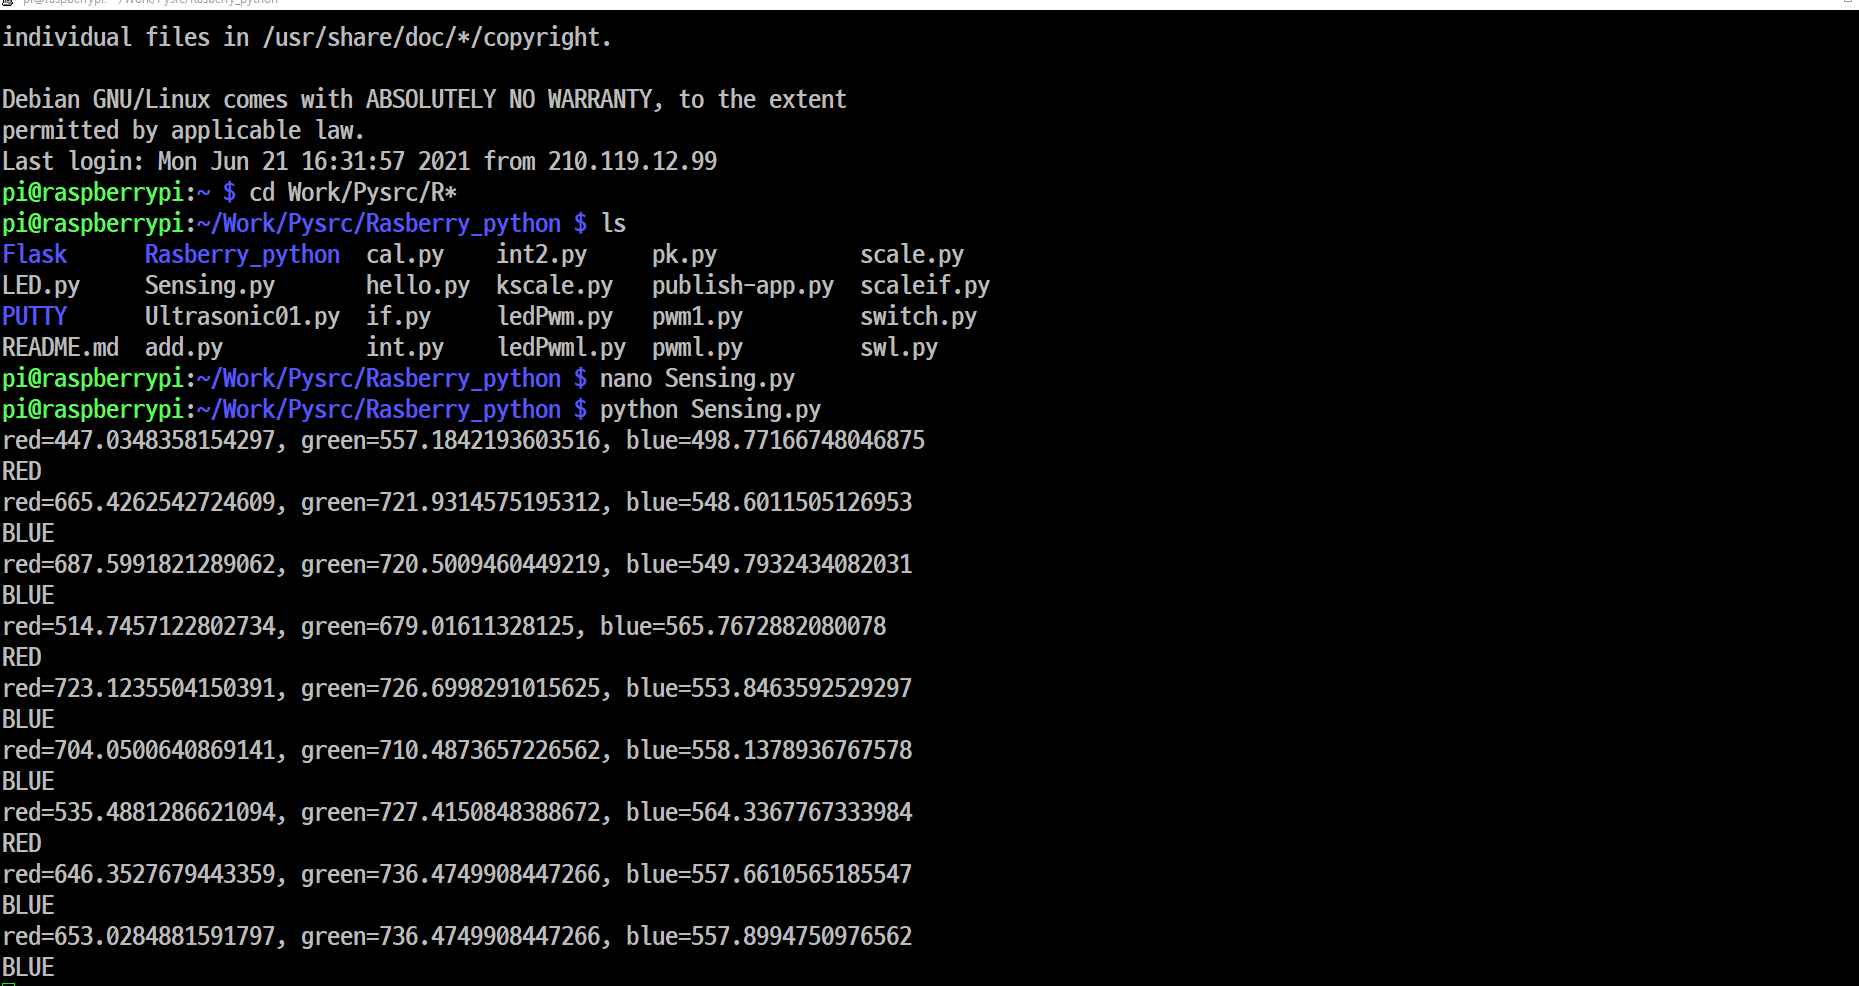 pi@raspberrypi: ~/Work/Pysrc/Rasberry_python
individual files in /usr/share/doc/*/copyright.
Debian GNU/Linux comes with ABSOLUTELY NO WARRANTY, to the extent
permitted by applicable law.
Last login: Mon Jun 21 16:31:57 2021 from 210.119.12.99
pi@raspberrypi:~ $ cd Work/Pysrc/R*
pi@raspberrypi:~/Work/Pysrc/Rasberry_python $ ls
Flask Rasberry_python cal.py int2.py pk.py scale.py
LED.py Sensing.py hello.py kscale.py publish-app.py scaleif.py
PUTTY Ultrasonic01.py if.py ledPwm.py pwm1.py switch.py
README.md add.py int.py ledPwml.py pwml.py swl.py
pi@raspberrypi:~/Work/Pysrc/Rasberry_python $ nano Sensing.py
pi@raspberrypi:~/Work/Pysrc/Rasberry_python $ python Sensing.py
red=447.0348358154297, green=557.1842193603516, blue=498.77166748046875
RED
red=665.4262542724609, green=721.9314575195312, blue=548.6011505126953
BLUE
red=687.5991821289062, green=720.5009460449219, blue=549.7932434082031
BLUE
red=514.7457122802734, green=679.01611328125, blue=565.7672882080078
RED
red=723.1235504150391, green=726.6998291015625, blue=553.8463592529297
BLUE
red=704.0500640869141, green=710.4873657226562, blue=558.1378936767578
BLUE
red=535.4881286621094, green=727.4150848388672, blue=564.3367767333984
RED
red=646.3527679443359, green=736.4749908447266, blue=557.6610565185547
BLUE
red=653.0284881591797, green=736.4749908447266, blue=557.8994750976562
BLUE